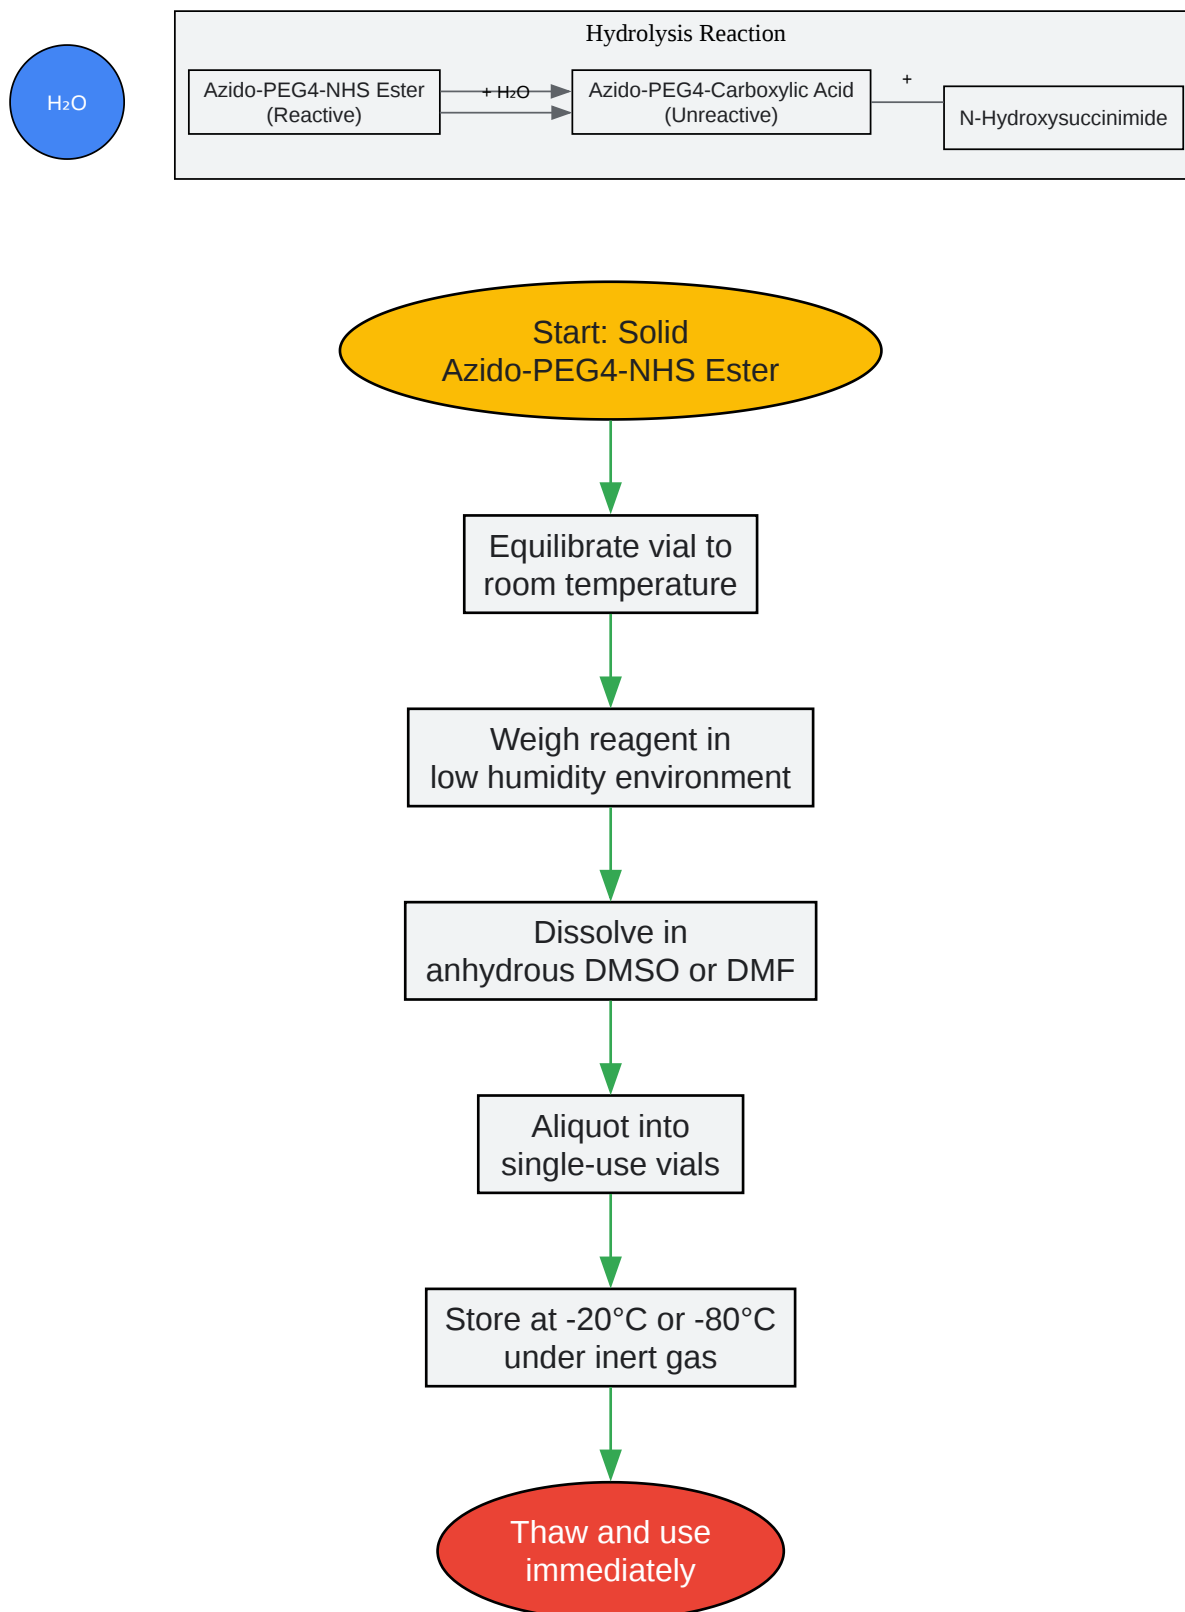 Hydrolysis Reaction
H₂O
Azido-PEG4-NHS Ester
(Reactive)
+ H₂O
Azido-PEG4-Carboxylic Acid
(Unreactive)
+
N-Hydroxysuccinimide
Start: Solid
Azido-PEG4-NHS Ester
Equilibrate vial to
room temperature
Weigh reagent in
low humidity environment
Dissolve in
anhydrous DMSO or DMF
Aliquot into
single-use vials
Store at -20°C or -80°C
under inert gas
Thaw and use
immediately